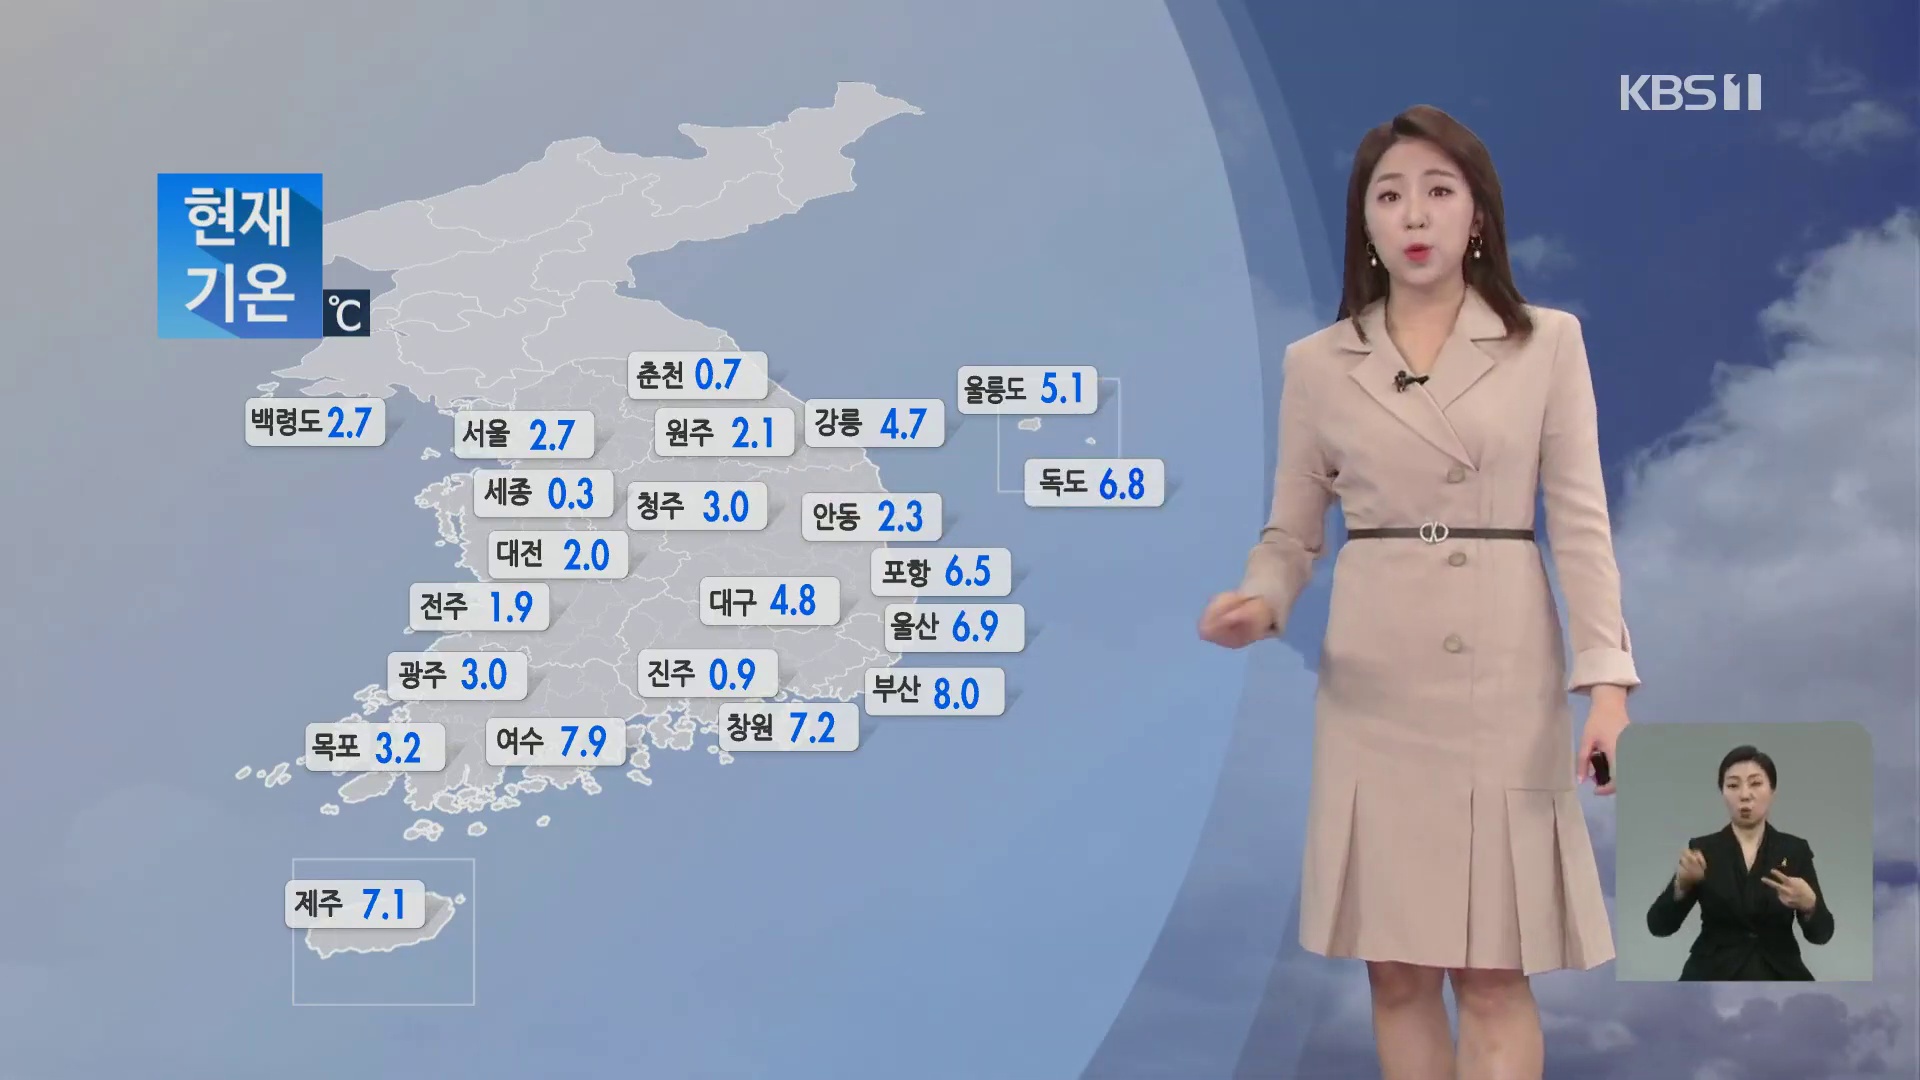 KBS 1
현재
기온
℃
춘천 0.7
울릉도 5.1
백령도 2.7
서울 2.7
원주 2.1
강릉 4.7
독도 6.8
세종 0.3
청주 3.0
안동 2.3
대전 2.0
포항 6.5
전주 1.9
대구 4.8
울산 6.9
광주 3.0
진주 0.9
부산 8.0
목포 3.2
여수 7.9
창원 7.2
제주 7.1